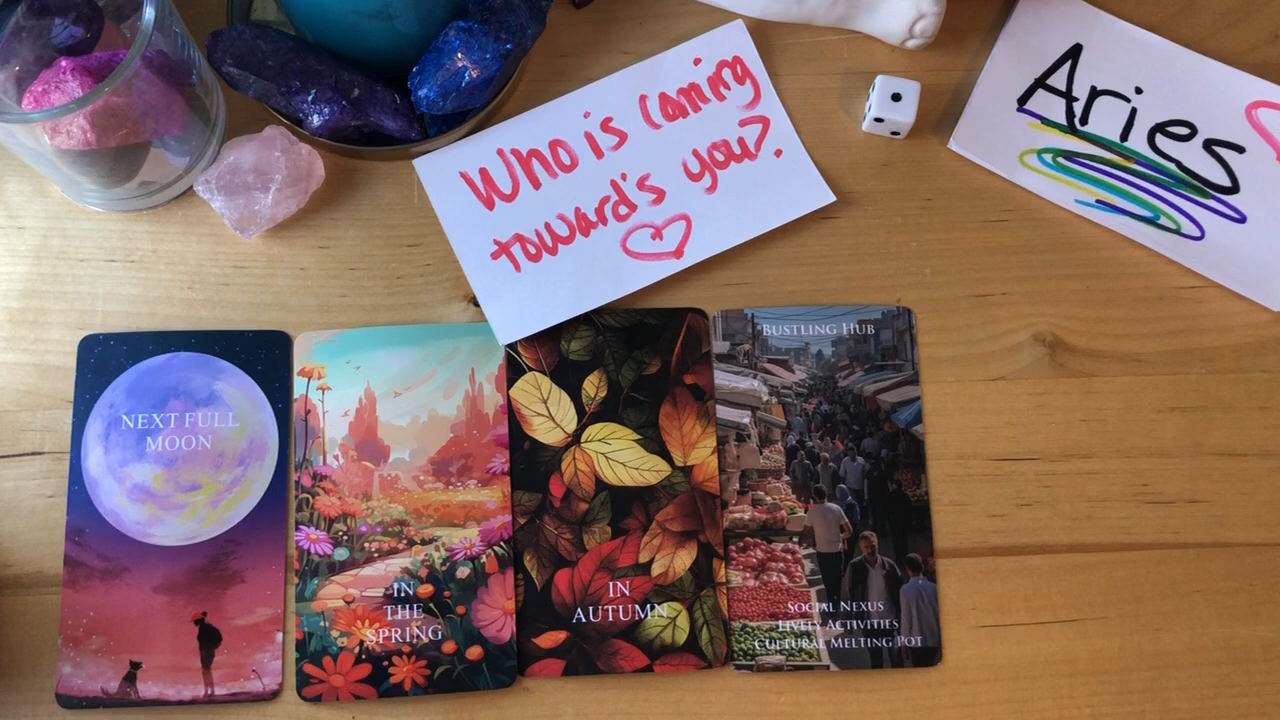 Who is coming
toward's you?
Aries
NEXT FULL
MOON
IN
THE
SPRING
IN
AUTUMN
BUSTLING HUB
SOCIAL NEXUS
LIVELY ACTIVITIES
CULTURAL MELTING POT